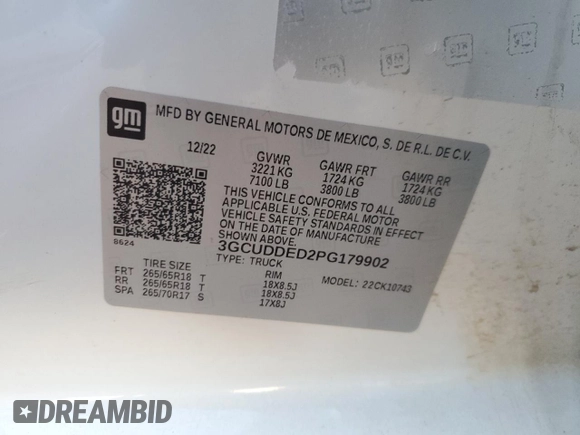 gm
MFD BY GENERAL MOTORS DE MEXICO, S. DE R.L. DE C.V.
12/22 GVWR GAWR FRT GAWR RR
3221 KG 1724 KG 1724 KG
7100 LB 3800 LB 3800 LB
THIS VEHICLE CONFORMS TO ALL
APPLICABLE U.S. FEDERAL MOTOR
VEHICLE SAFETY STANDARDS IN EFFECT
ON THE DATE OF MANUFACTURE
SHOWN ABOVE.
8624 3GCUDDED2PG179902
TYPE: TRUCK MODEL: 22CK10743
TIRE SIZE RIM
FRT 265/65R18 T 18X8.5J
RR 265/65R18 T 18X8.5J
SPA 265/70R17 S 17X8J
DREAMBID